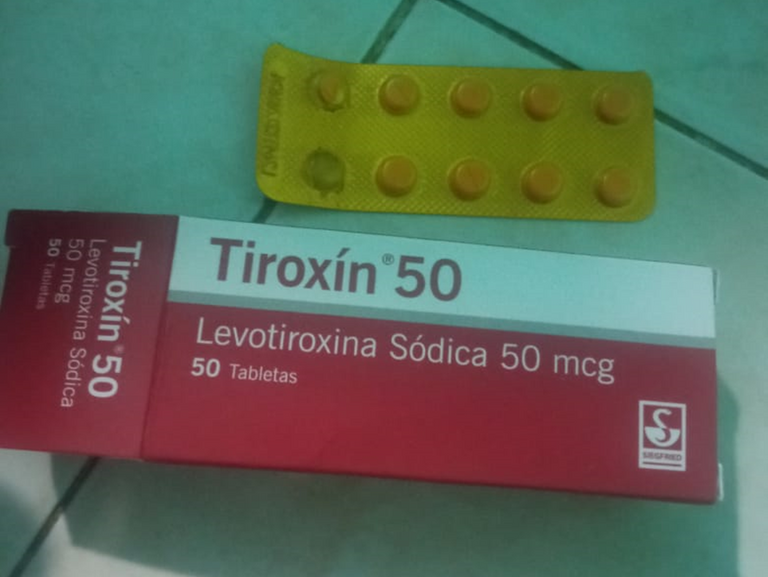 Tiroxín® 50
Levotiroxina Sódica 50 mcg
50 Tabletas
SIEGFRIED
Tiroxín® 50
Levotiroxina Sódica
50 mcg
50 Tabletas